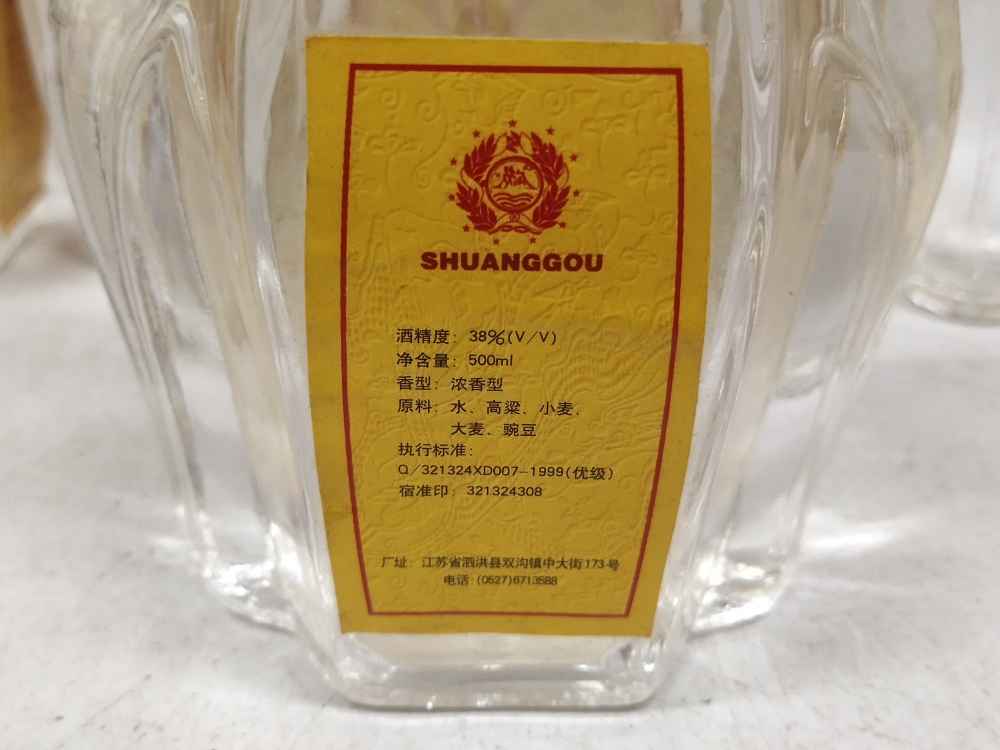 SHUANGGOU
酒精度：38%(V/V)
净含量：500ml
香型：浓香型
原料：水、高粱、小麦、
大麦、豌豆
执行标准：
Q/321324XD007-1999(优级)
宿准印：321324308
厂址：江苏省泗洪县双沟镇中大街173号
电话：(0527)6713588